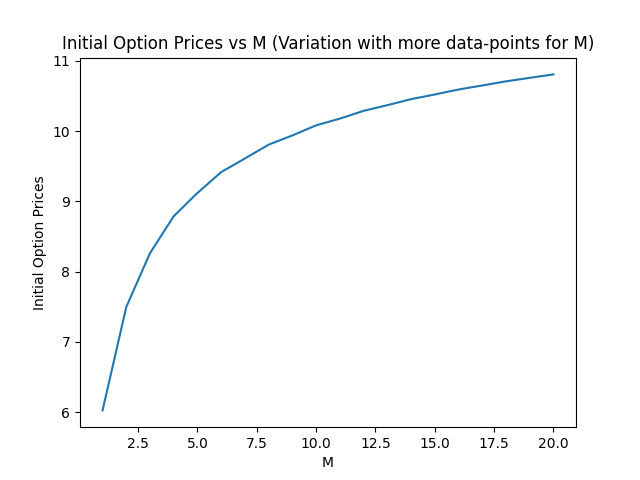 Initial Option Prices vs M (Variation with more data-points for M)
11
10
9
8
7
6
Initial Option Prices
2.5 5.0 7.5 10.0 12.5 15.0 17.5 20.0
M